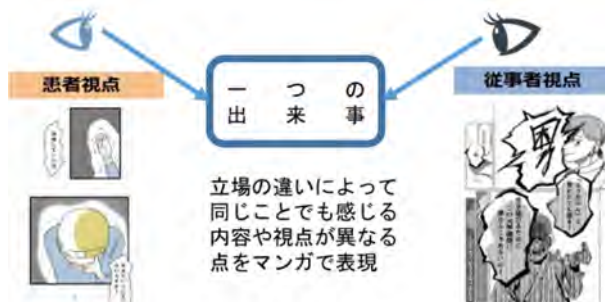 患者視点
一つの
出来事
従事者視点
立場の違いによって
同じことでも感じる
内容や視点が異なる
点をマンガで表現
男